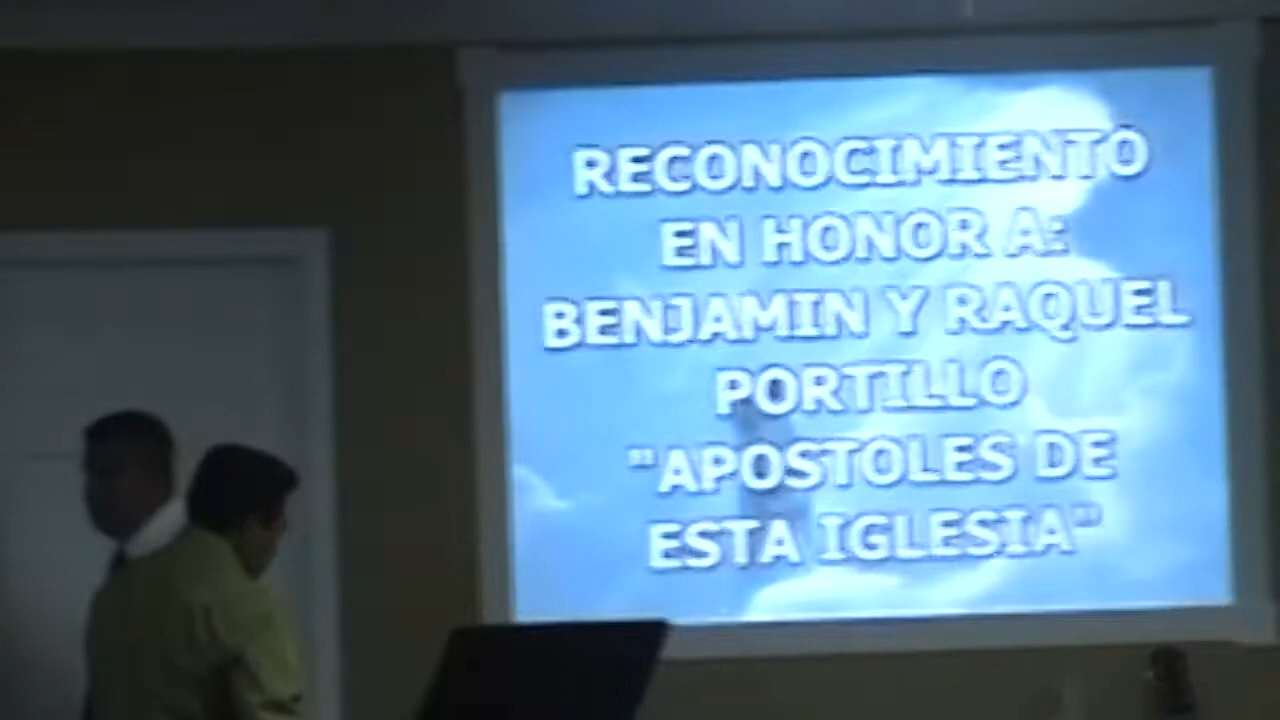 RECONOCIMIENTO
EN HONOR A:
BENJAMIN Y RAQUEL
PORTILLO
"APOSTOLES DE
ESTA IGLESIA"